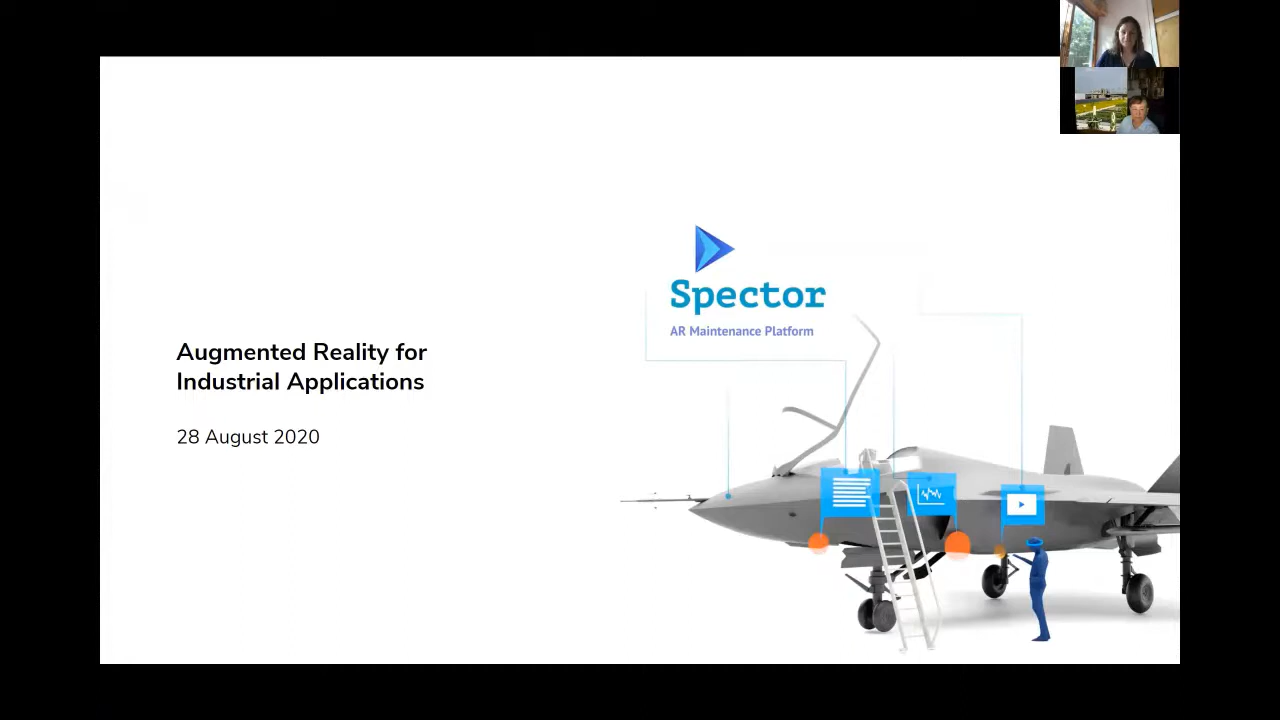 Spector
AR Maintenance Platform
Augmented Reality for
Industrial Applications
28 August 2020